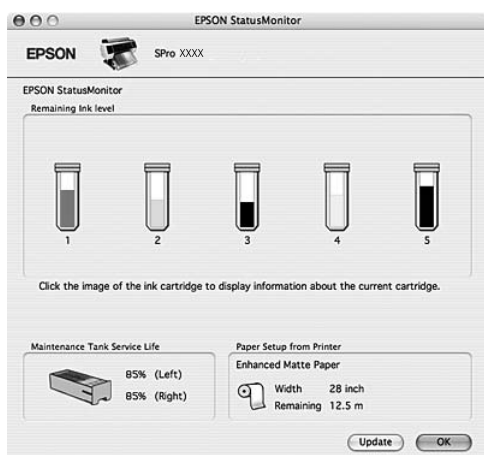 EPSON StatusMonitor
EPSON SPro XXXX
EPSON StatusMonitor
Remaining Ink level
1 2 3 4 5
Click the image of the ink cartridge to display information about the current cartridge.
Maintenance Tank Service Life
85% (Left)
85% (Right)
Paper Setup from Printer
Enhanced Matte Paper
Width 28 inch
Remaining 12.5 m
Update OK